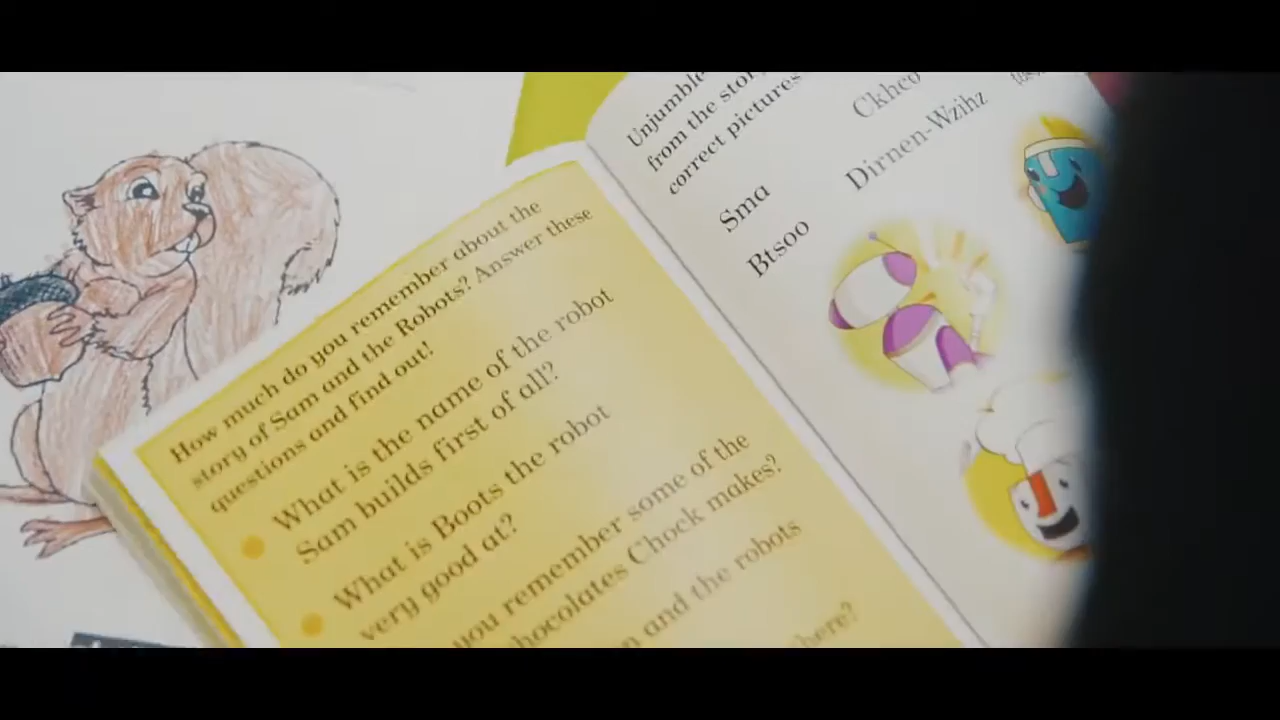 How much do you remember about the
story of Sam and the Robots? Answer these
questions and find out!
What is the name of the robot
Sam builds first of all?
What is Boots the robot
very good at?
you remember some of the
hocolates Chock makes?
and the robots
here?
Unjumble
from the story
correct pictures
Ckhco
Sma
Dirnen-Wzihz
Btsoo